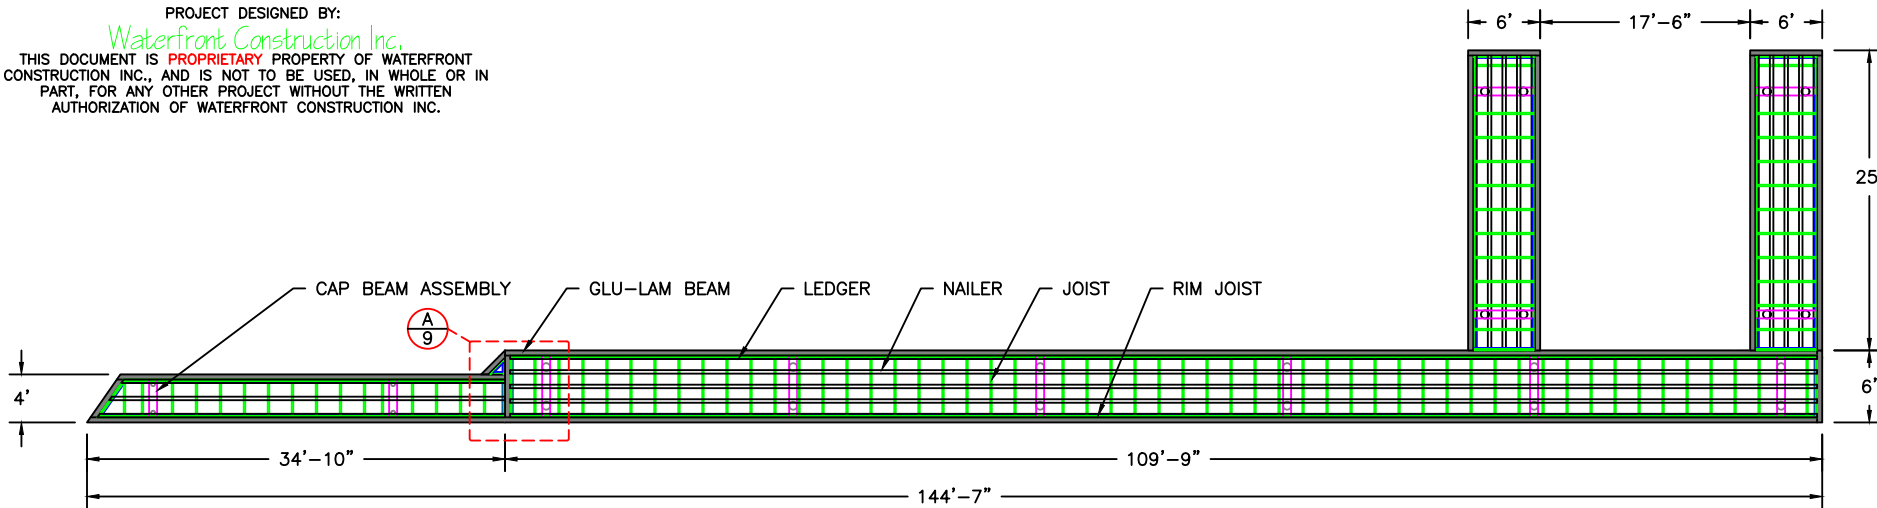 PROJECT DESIGNED BY:
Waterfront Construction Inc.
THIS DOCUMENT IS PROPRIETARY PROPERTY OF WATERFRONT
CONSTRUCTION INC., AND IS NOT TO BE USED, IN WHOLE OR IN
PART, FOR ANY OTHER PROJECT WITHOUT THE WRITTEN
AUTHORIZATION OF WATERFRONT CONSTRUCTION INC.
6' 17'-6" 6'
25
CAP BEAM ASSEMBLY GLU-LAM BEAM LEDGER NAILER JOIST RIM JOIST
A
9
4' 6'
34'-10" 109'-9"
144'-7"